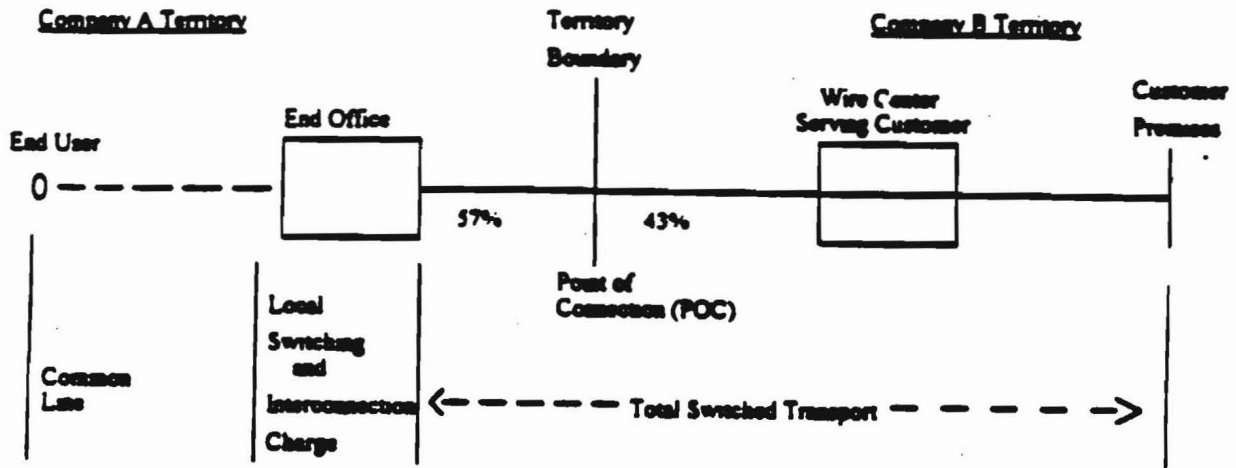 Company A Territory
Territory
Boundary
Company B Territory
Customer
Premises
Wire Center
Serving Customer
End Office
End User
57%
43%
Point of
Connection (POC)
Local
Switching
and
Interconnection
Charge
Common
Line
Total Switched Transport